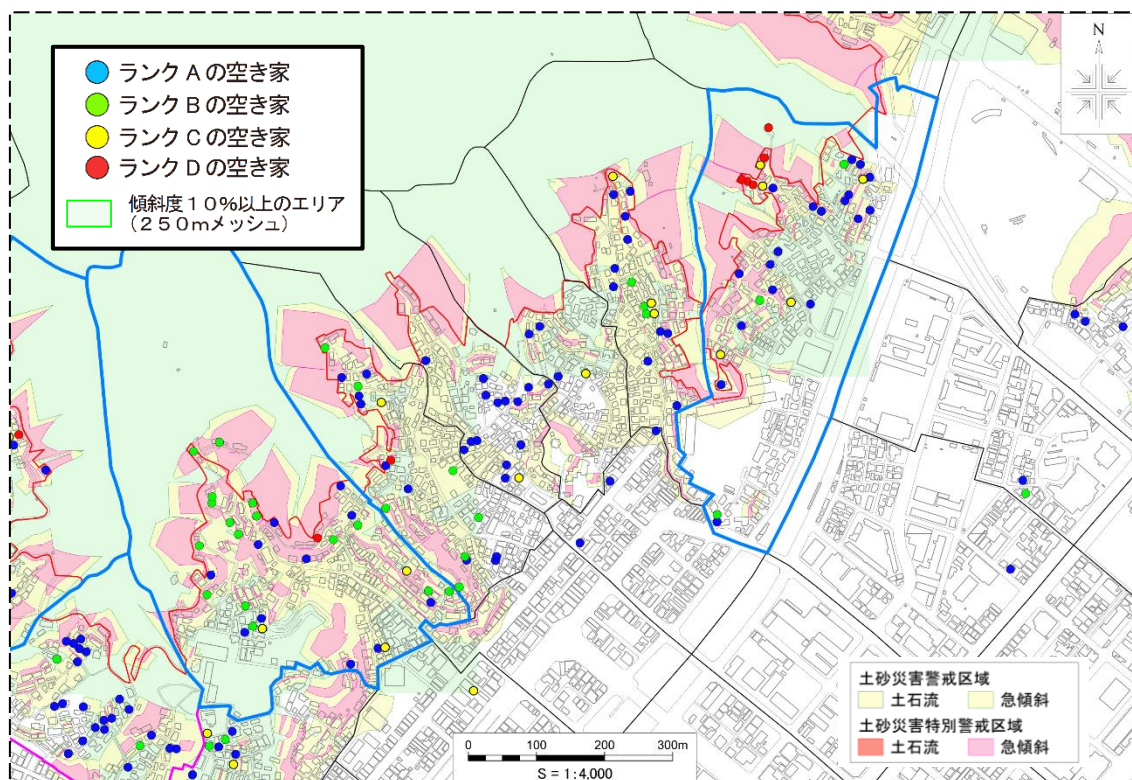 ランクAの空き家
ランクBの空き家
ランクCの空き家
ランクDの空き家
傾斜度10%以上のエリア
(250mメッシュ)
N
土砂災害警戒区域
土石流 急傾斜
土砂災害特別警戒区域
土石流 急傾斜
0 100 200 300m
S = 1:4,000